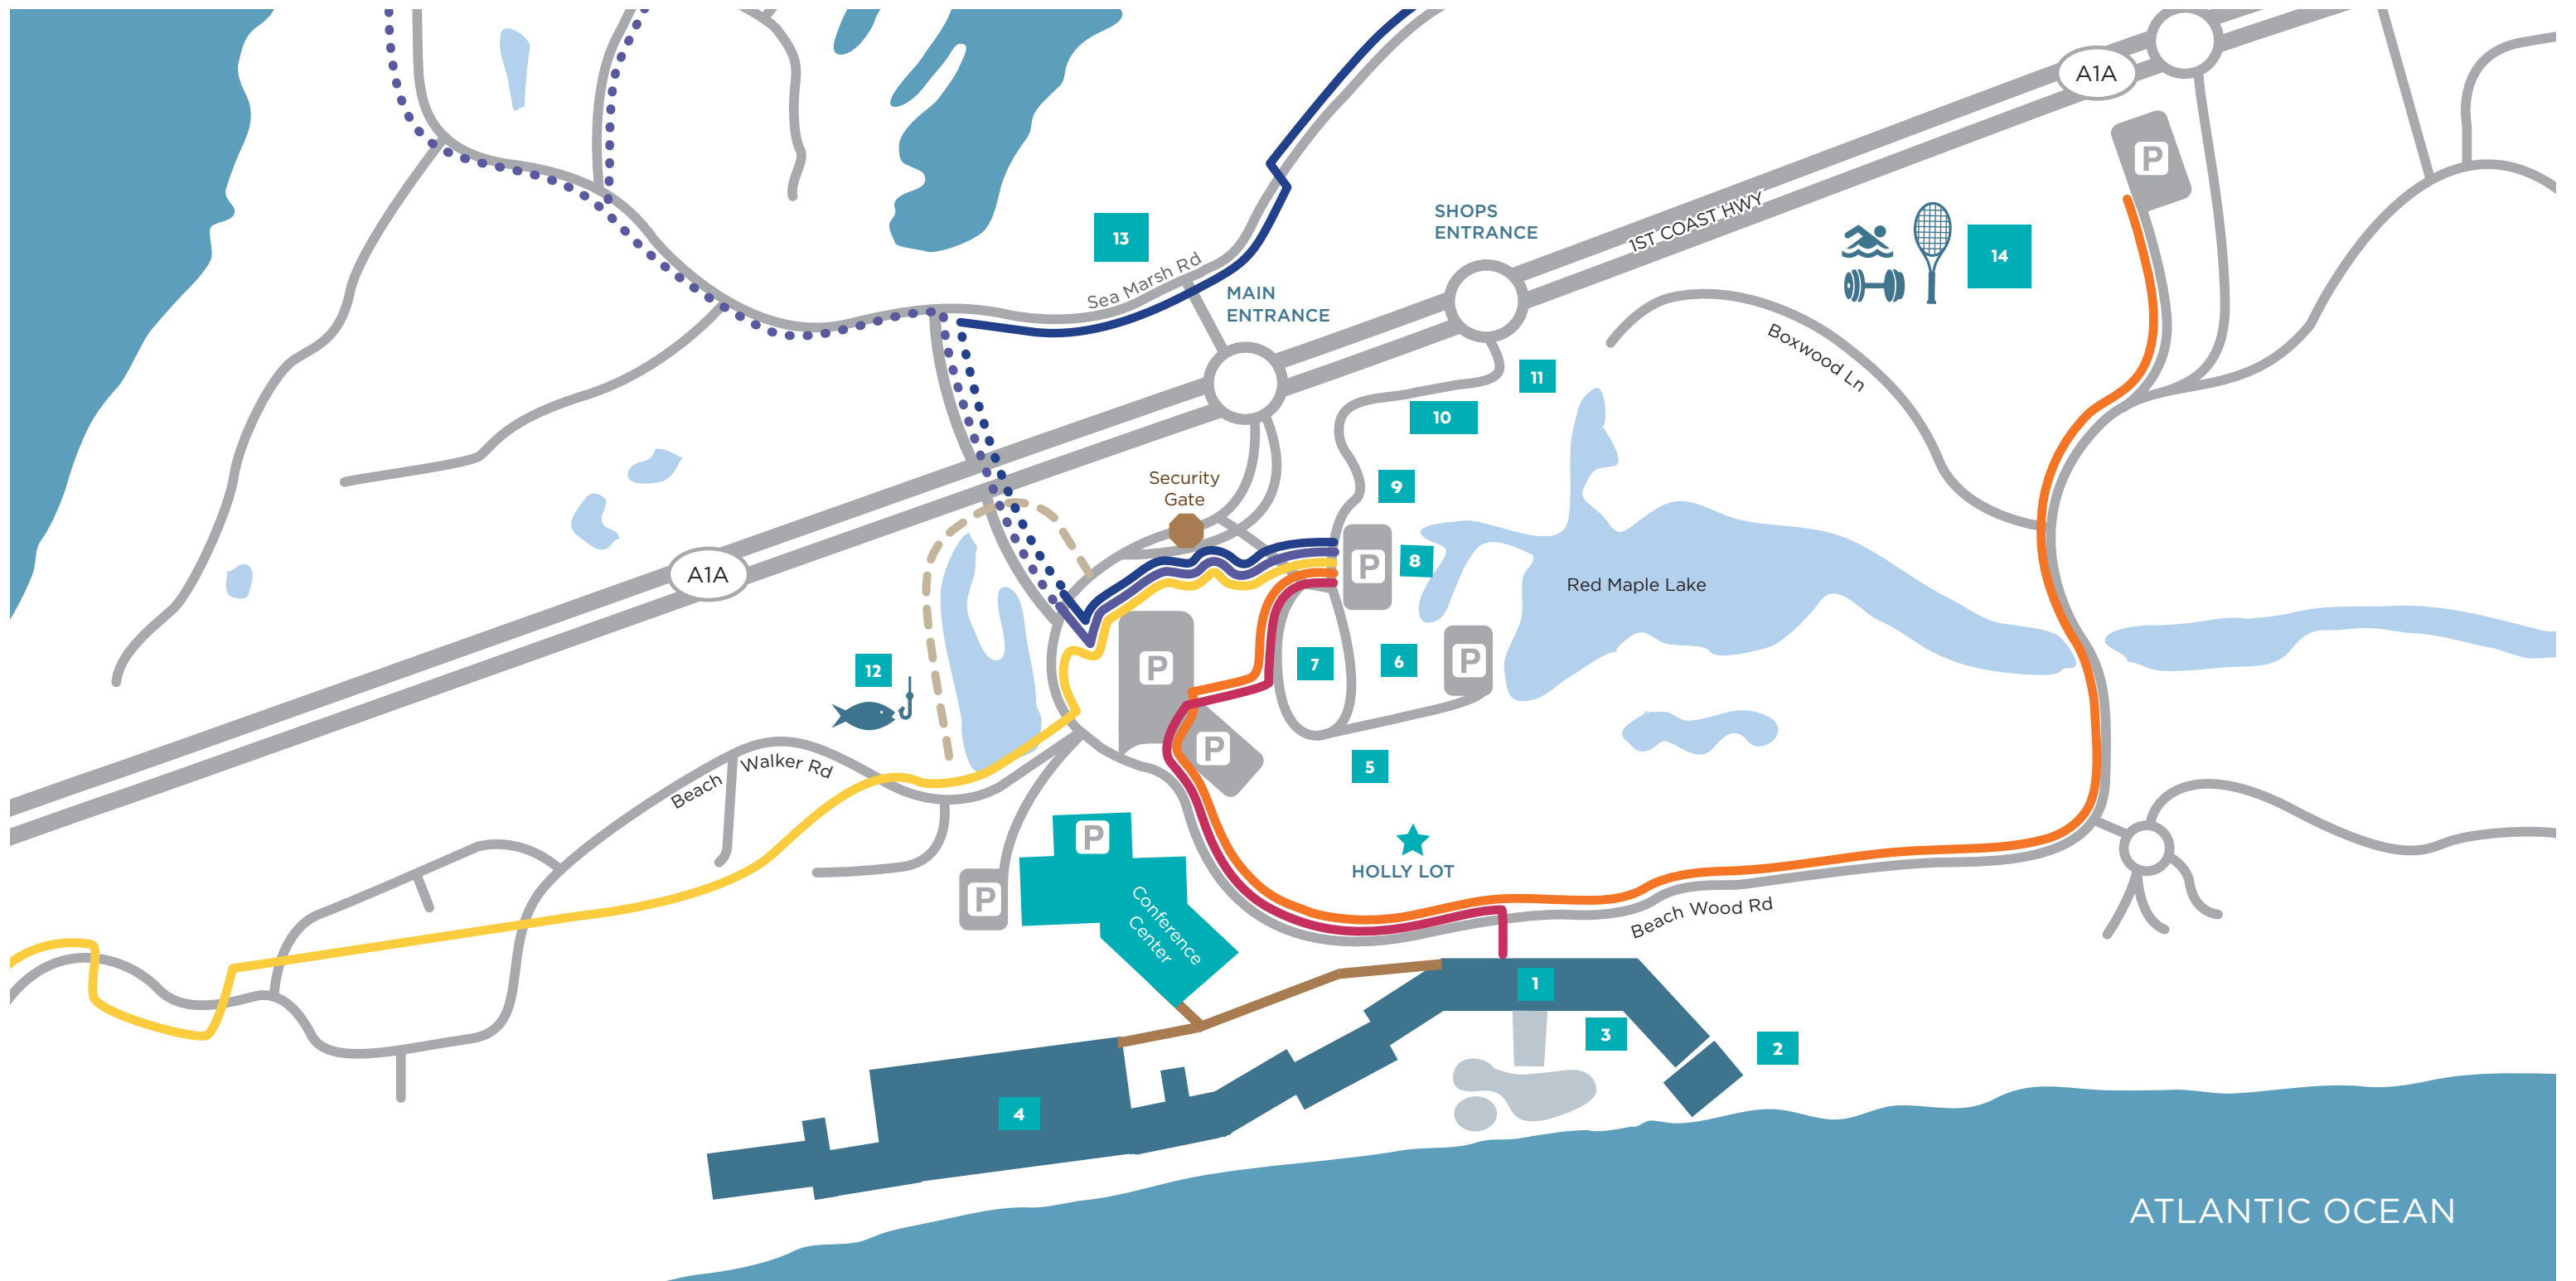 A1A
P
SHOPS
ENTRANCE
1ST COAST HWY
13
14
Sea Marsh Rd
MAIN
ENTRANCE
Boxwood Ln
11
10
Security
Gate
9
P
8
A1A
Red Maple Lake
12
P
7
6
P
P
5
Beach Walker Rd
P
HOLLY LOT
P
Conference
Center
Beach Wood Rd
1
3
2
4
ATLANTIC OCEAN